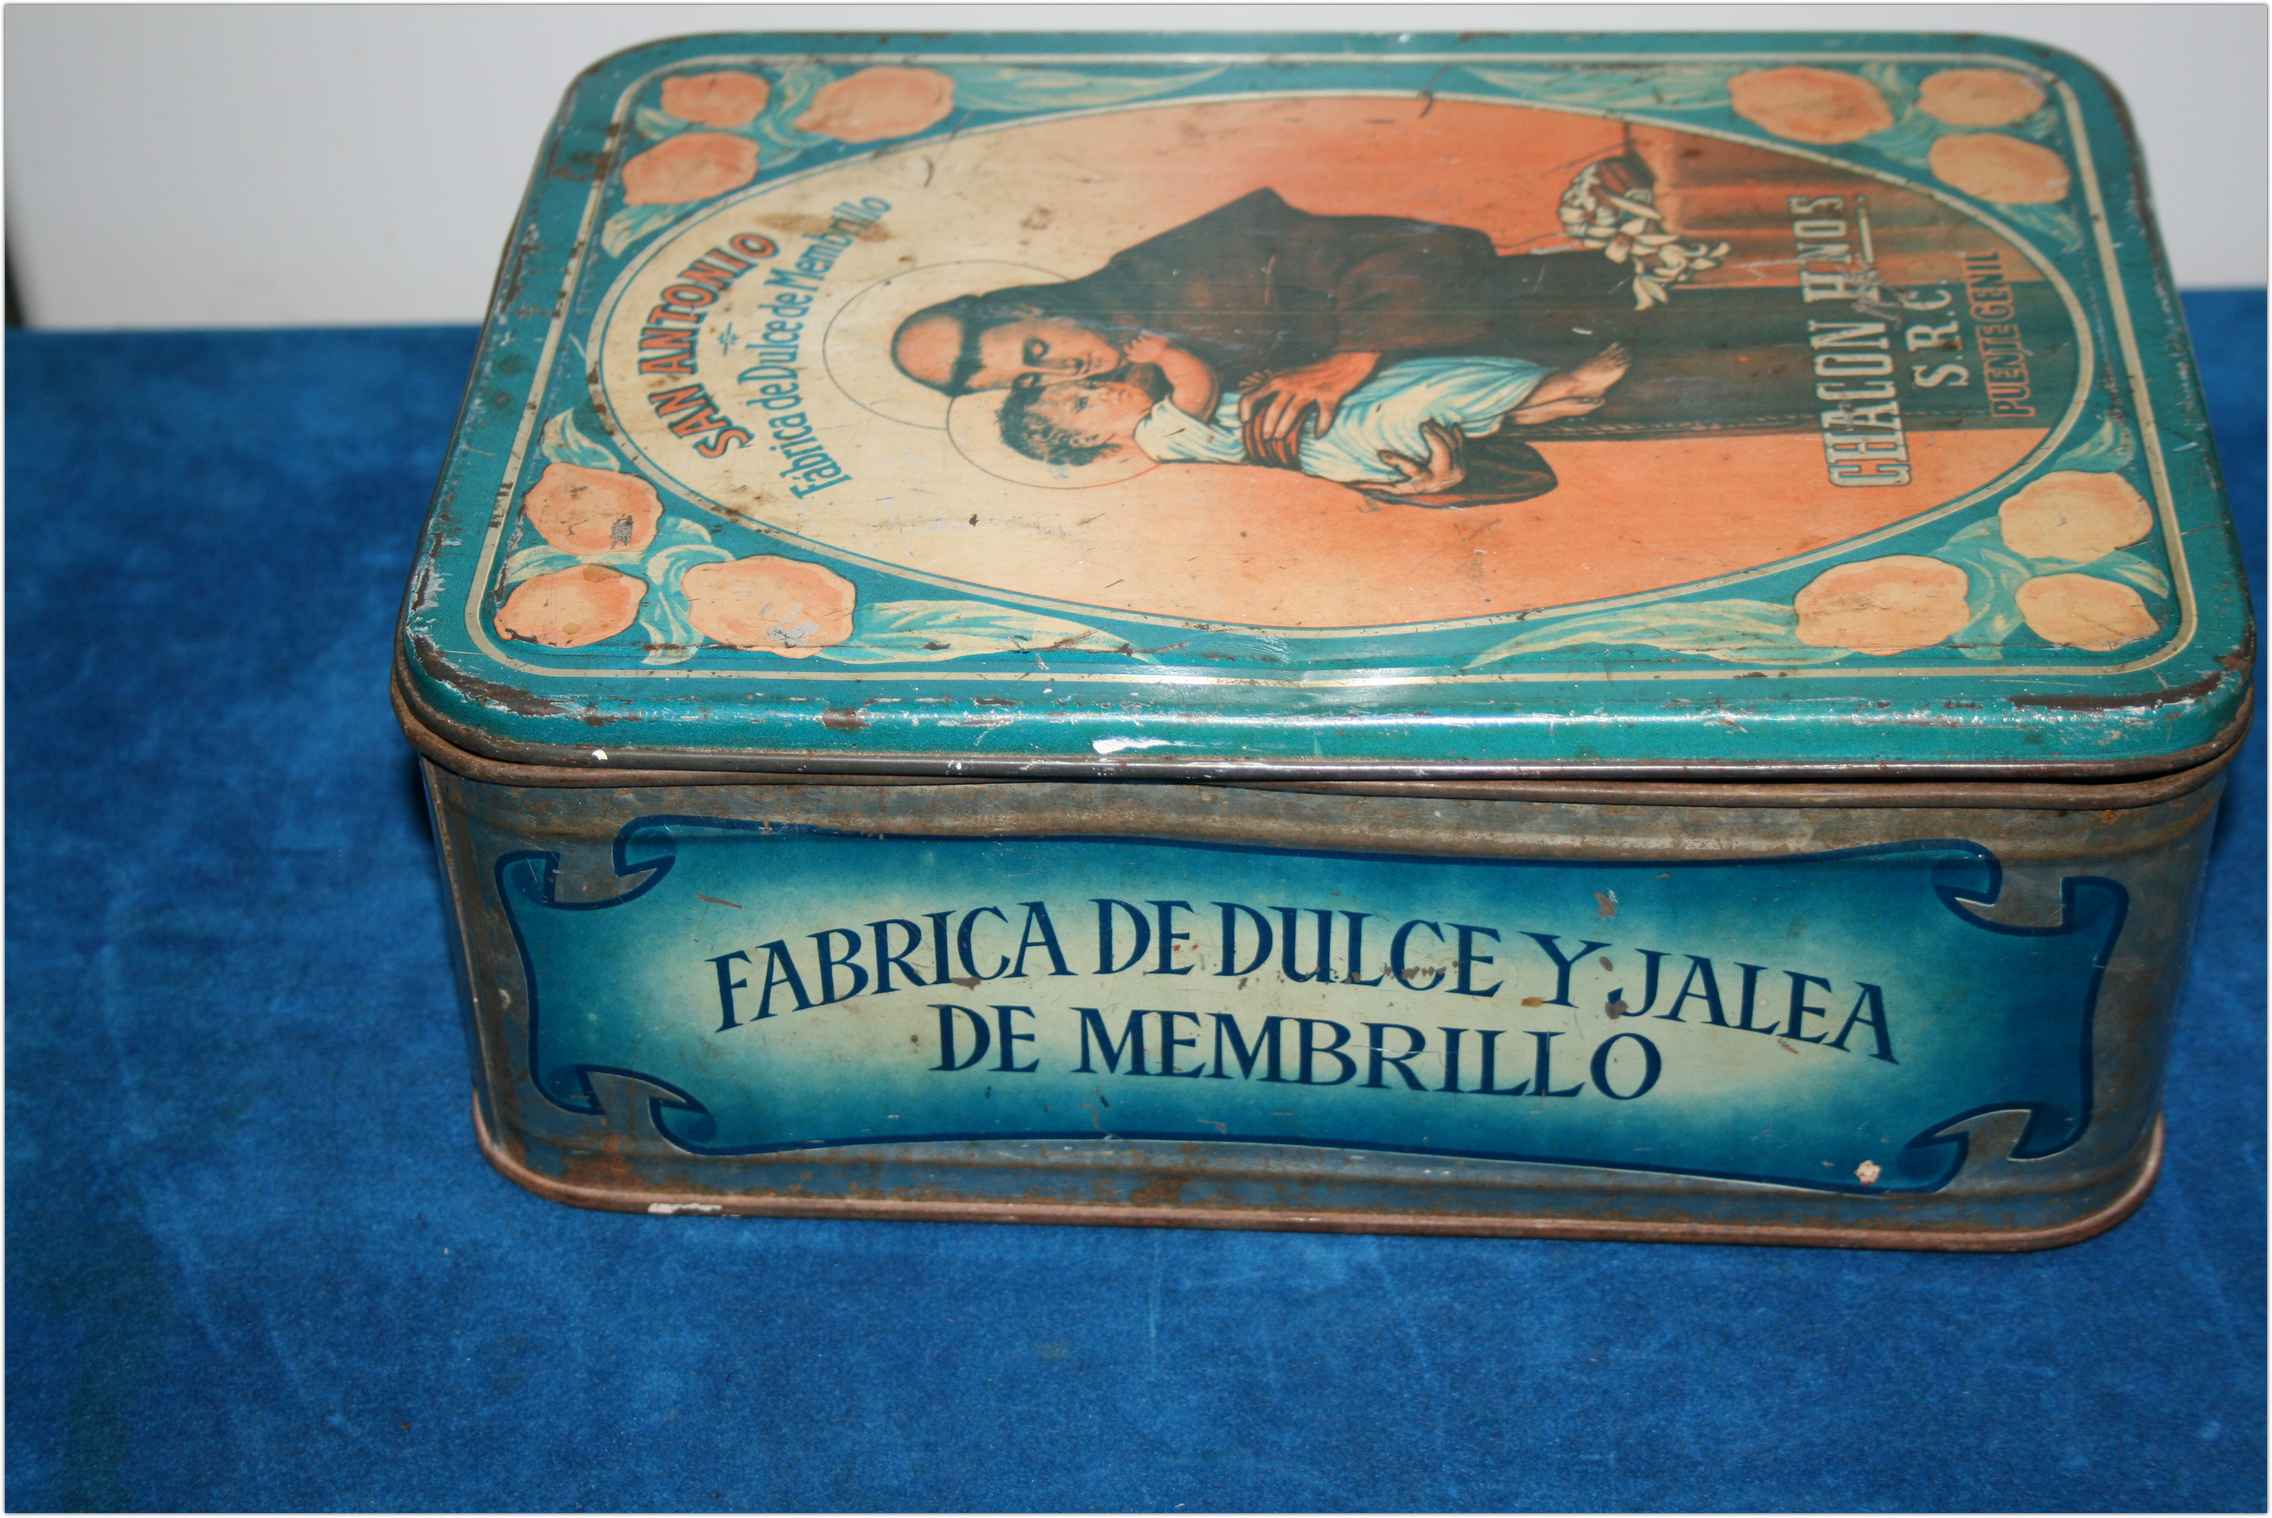 SAN ANTONIO
Fabrica de Dulce de Membrillo
CHACON HNOS
S.R.C.
PUENTE GENIL
FABRICA DE DULCE Y JALEA
DE MEMBRILLO